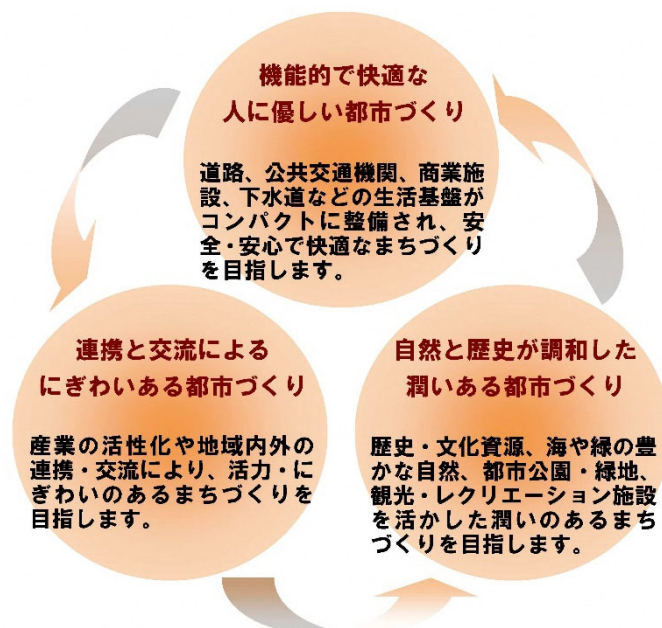 機能的で快適な
人に優しい都市づくり
道路、公共交通機関、商業施
設、下水道などの生活基盤が
コンパクトに整備され、安
全・安心で快適なまちづくり
を目指します。
連携と交流による
にぎわいある都市づくり
産業の活性化や地域内外の
連携・交流により、活力・に
ぎわいのあるまちづくりを
目指します。
自然と歴史が調和した
潤いある都市づくり
歴史・文化資源、海や緑の豊
かな自然、都市公園・緑地、
観光・レクリエーション施設
を活かした潤いのあるまち
づくりを目指します。